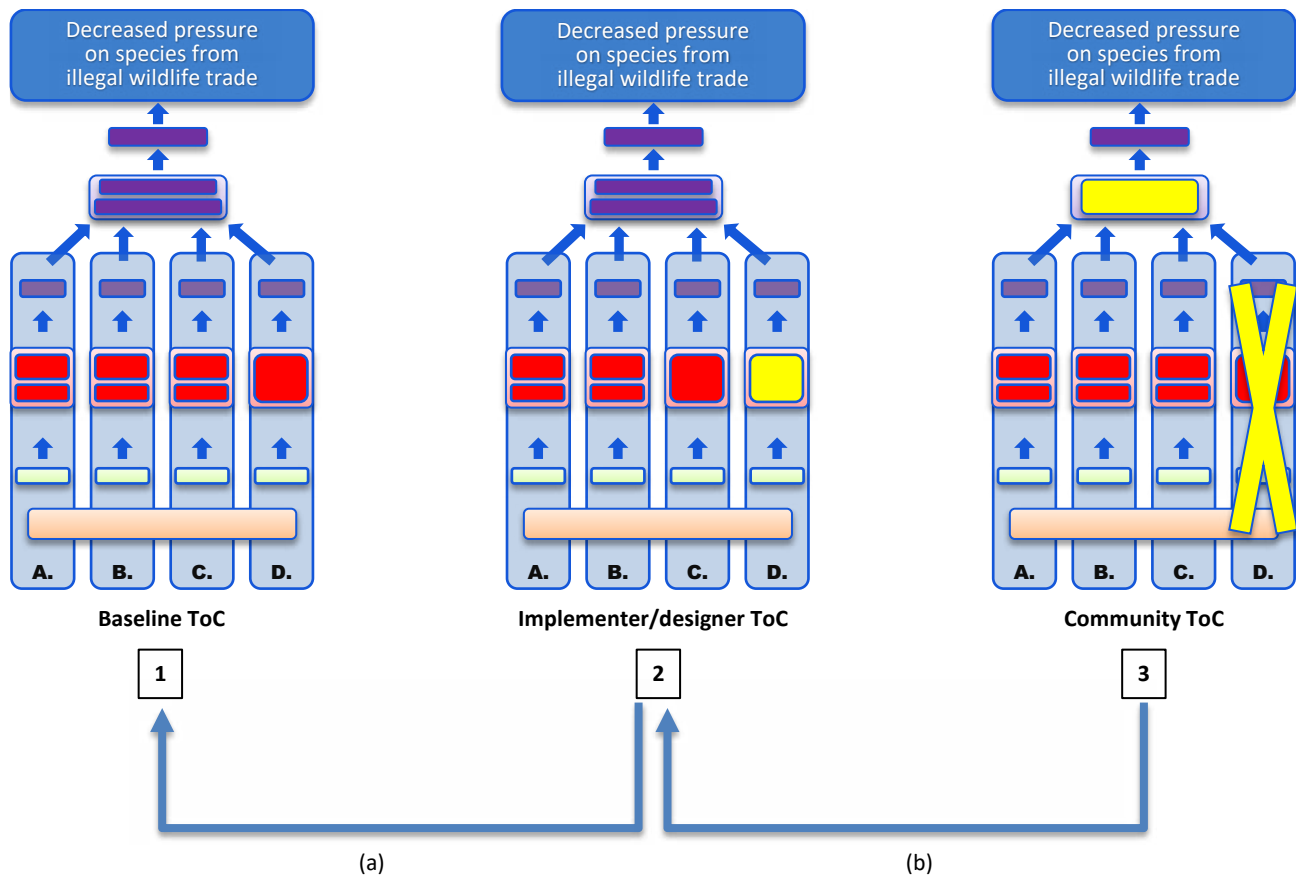 Decreased pressure
on species from
illegal wildlife trade
Decreased pressure
on species from
illegal wildlife trade
Decreased pressure
on species from
illegal wildlife trade
A. B. C. D.
A. B. C. D.
A. B. C. D.
Baseline ToC
Implementer/designer ToC
Community ToC
1
2
3
(a)
(b)